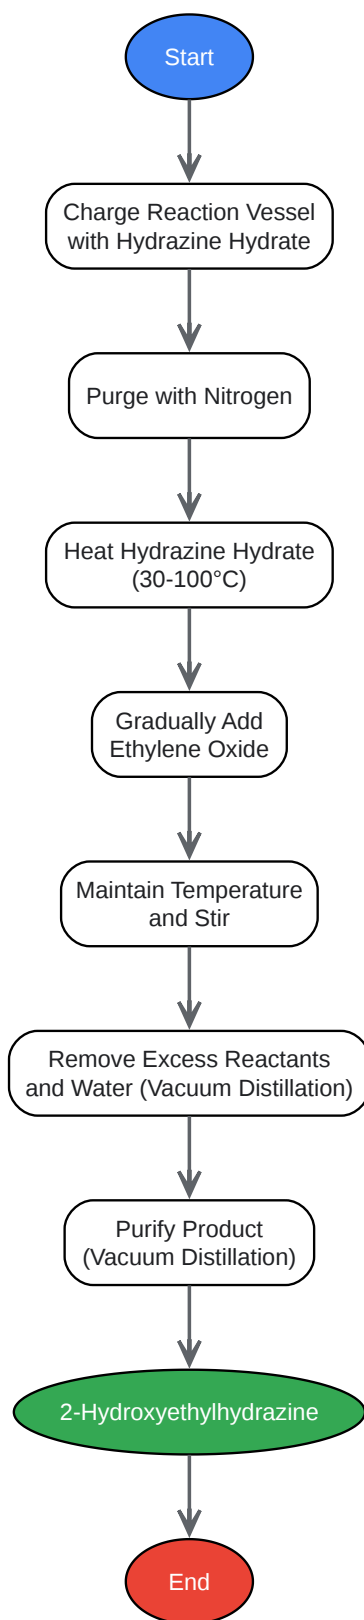 Start
Charge Reaction Vessel
with Hydrazine Hydrate
Purge with Nitrogen
Heat Hydrazine Hydrate
(30-100°C)
Gradually Add
Ethylene Oxide
Maintain Temperature
and Stir
Remove Excess Reactants
and Water (Vacuum Distillation)
Purify Product
(Vacuum Distillation)
2-Hydroxyethylhydrazine
End